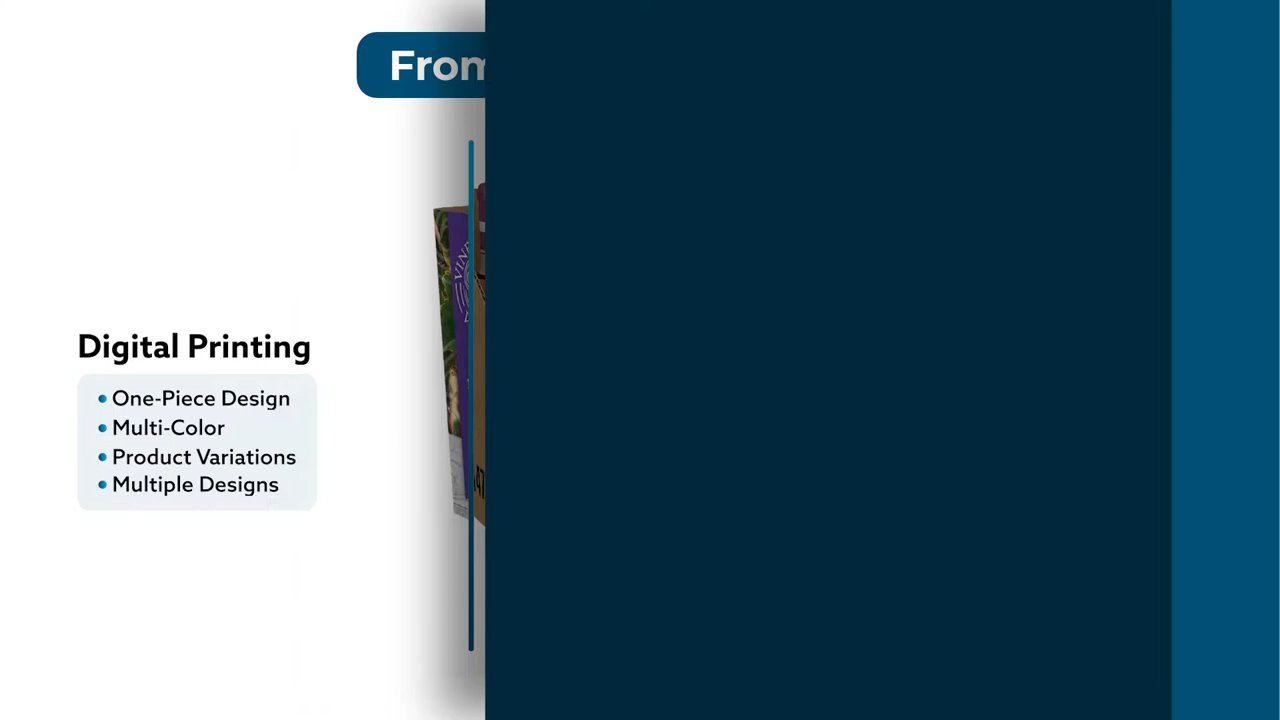 From
Digital Printing
One-Piece Design
Multi-Color
Product Variations
Multiple Designs